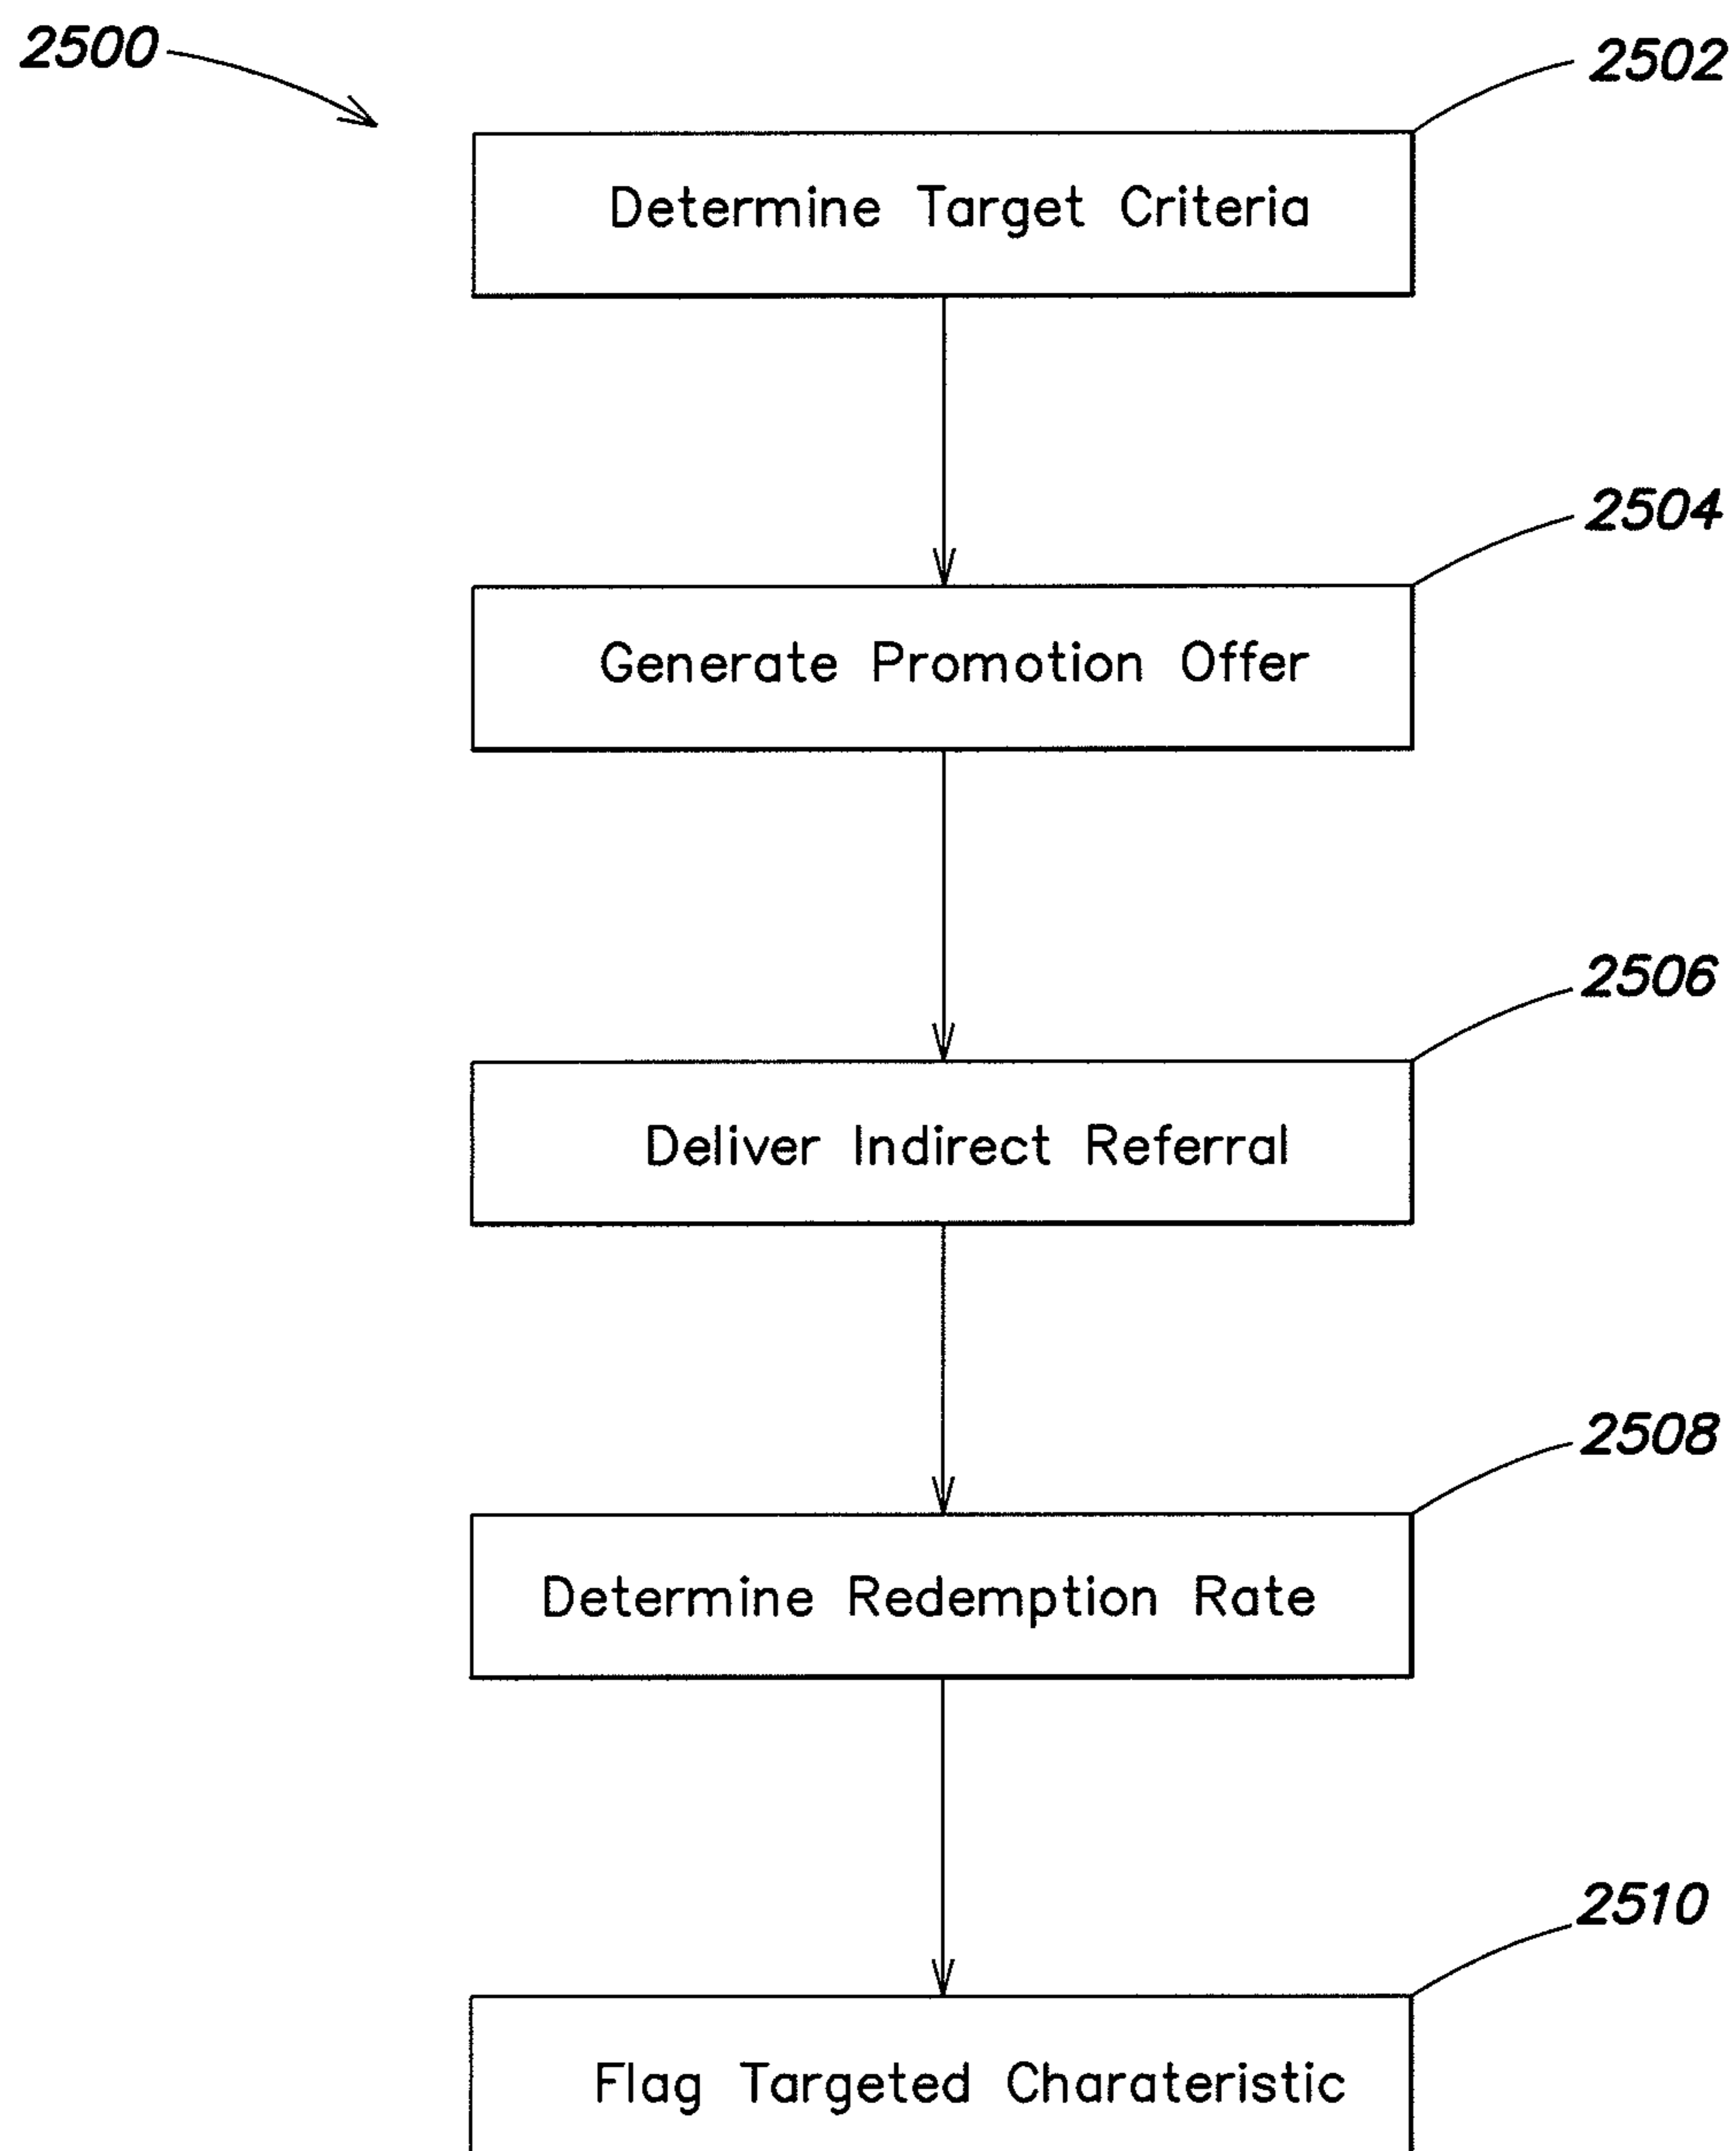 2500
2502
Determine Target Criteria
2504
Generate Promotion Offer
2506
Deliver Indirect Referral
2508
Determine Redemption Rate
2510
Flag Targeted Charateristic